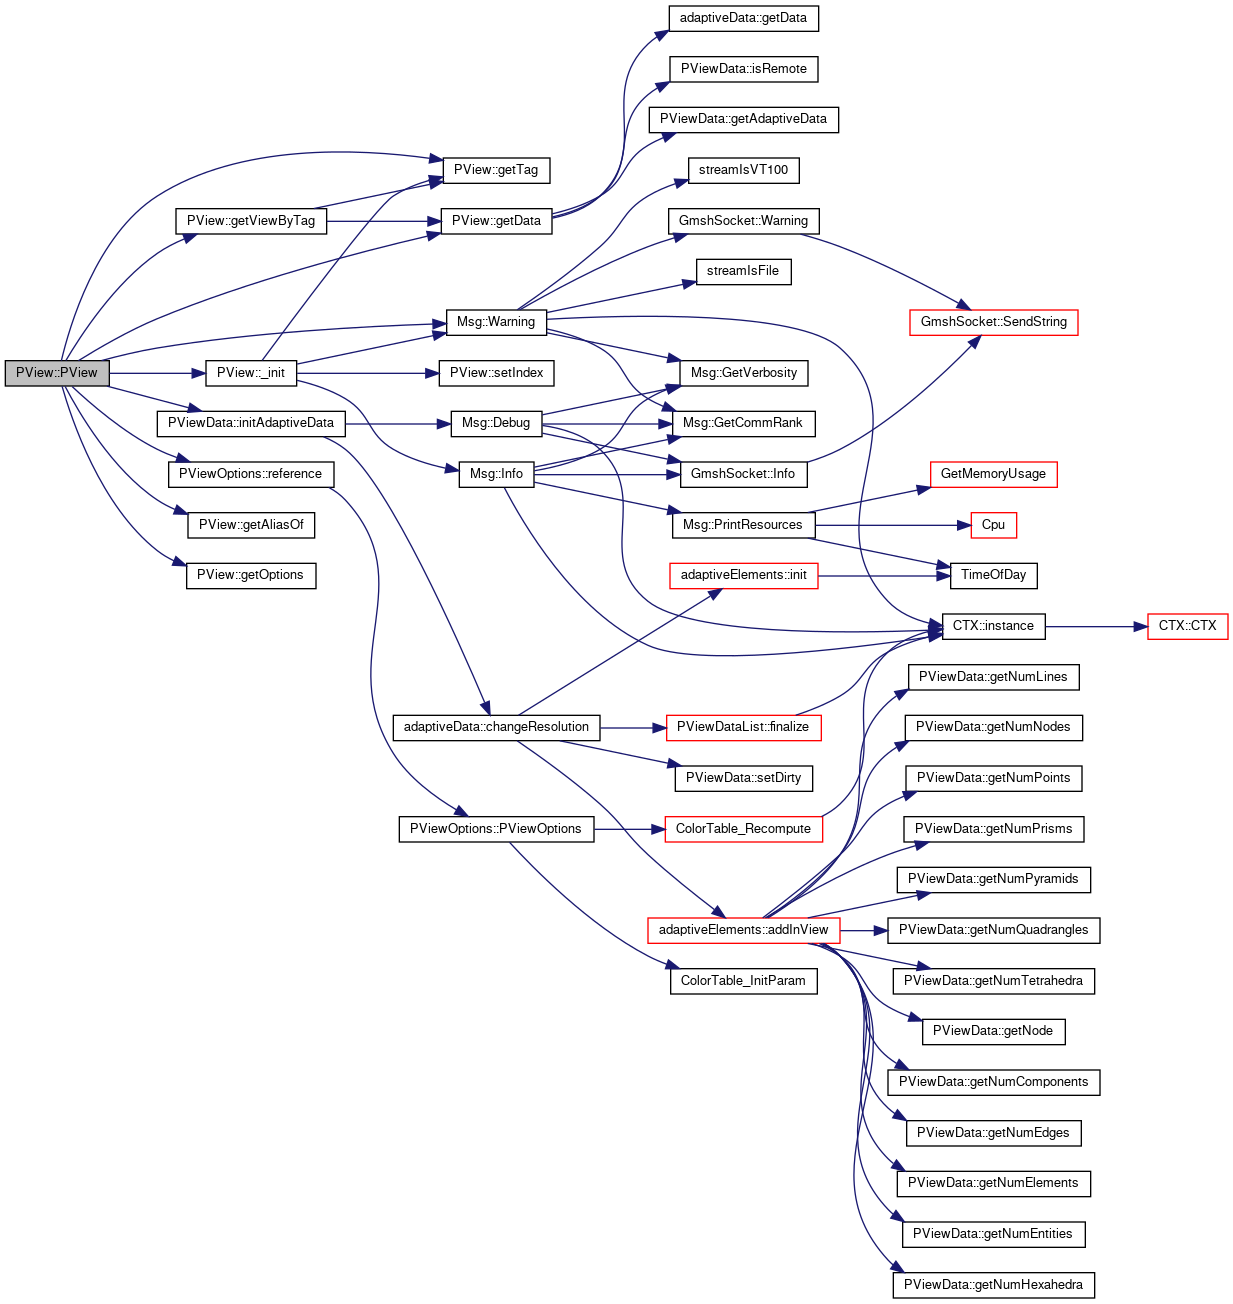 adaptiveData::getData
PViewData::isRemote
PViewData::getAdaptiveData
PView::getTag
streamIsVT100
PView::getViewByTag
PView::getData
GmshSocket::Warning
streamIsFile
Msg::Warning
GmshSocket::SendString
PView::PView
PView::_init
PView::setIndex
Msg::GetVerbosity
PViewData::initAdaptiveData
Msg::Debug
Msg::GetCommRank
PViewOptions::reference
Msg::Info
GmshSocket::Info
GetMemoryUsage
PView::getAliasOf
Msg::PrintResources
Cpu
PView::getOptions
adaptiveElements::init
TimeOfDay
CTX::instance
CTX::CTX
PViewData::getNumLines
adaptiveData::changeResolution
PViewDataList::finalize
PViewData::getNumNodes
PViewData::setDirty
PViewData::getNumPoints
PViewOptions::PViewOptions
ColorTable_Recompute
PViewData::getNumPrisms
PViewData::getNumPyramids
adaptiveElements::addInView
PViewData::getNumQuadrangles
ColorTable_InitParam
PViewData::getNumTetrahedra
PViewData::getNode
PViewData::getNumComponents
PViewData::getNumEdges
PViewData::getNumElements
PViewData::getNumEntities
PViewData::getNumHexahedra